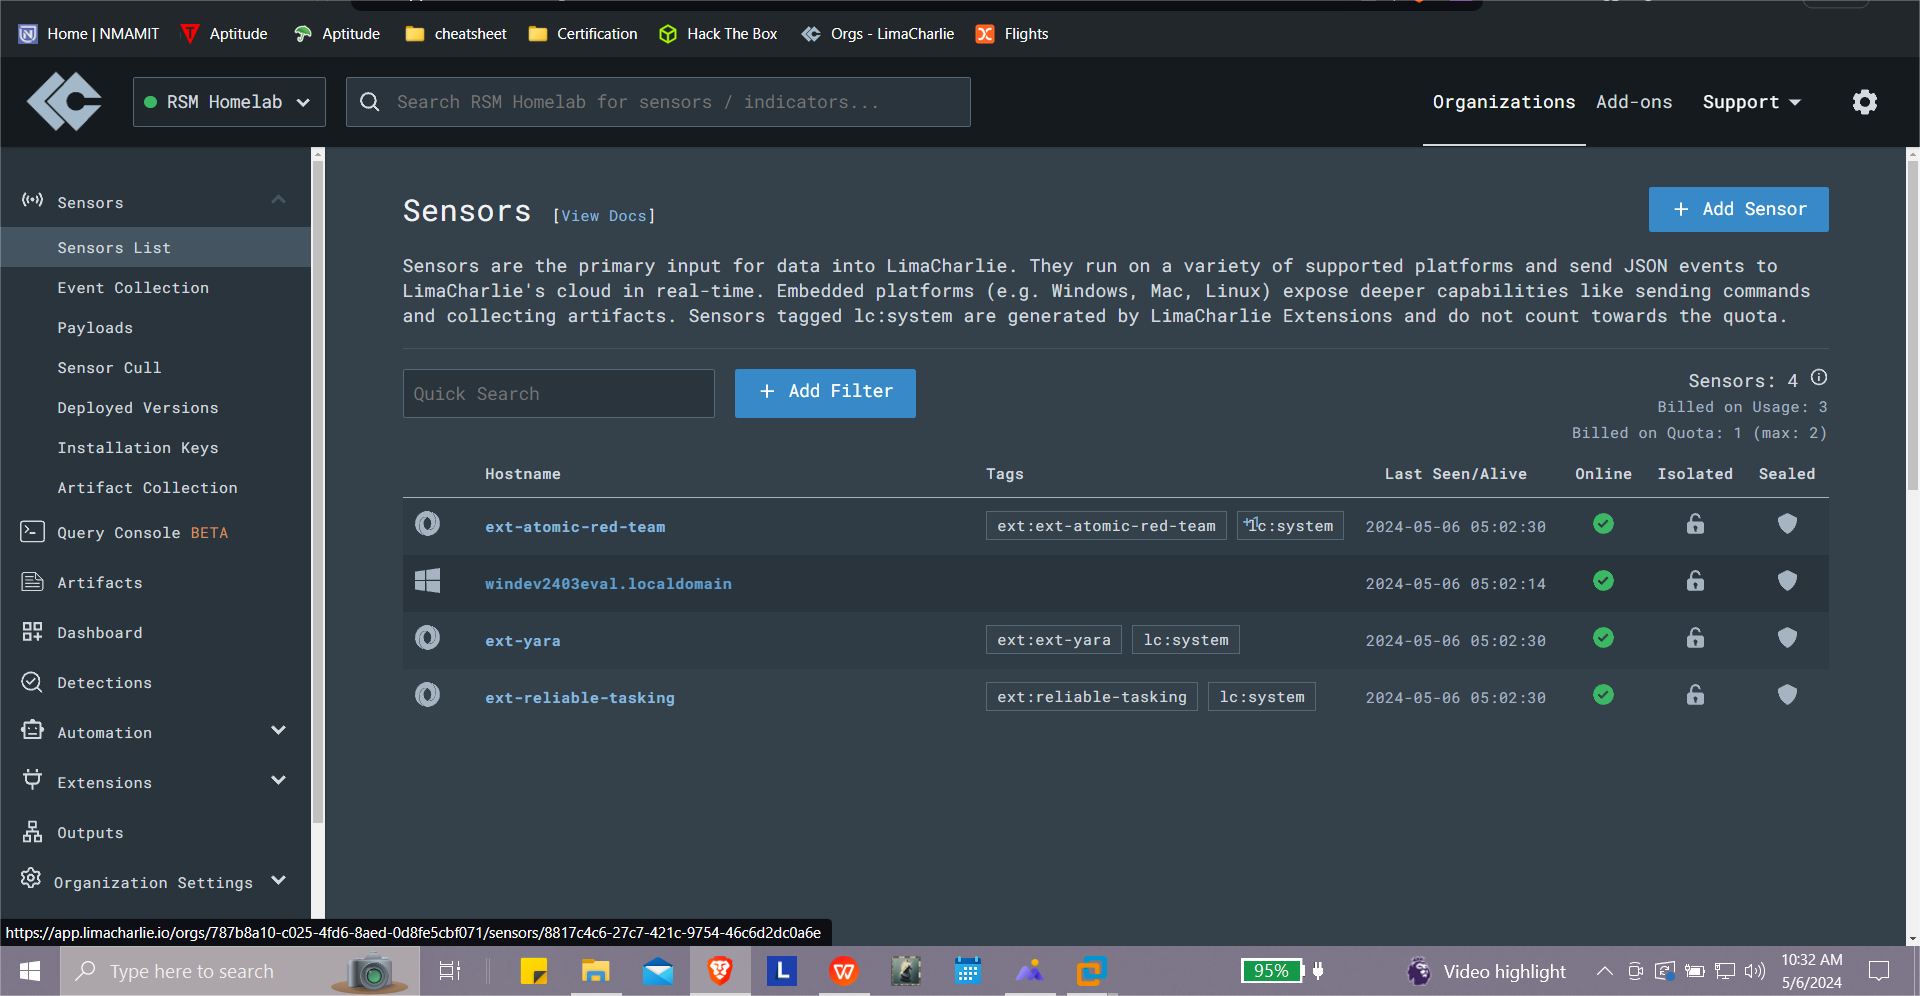 Home | NMAMIT Aptitude Aptitude cheatsheet Certification Hack The Box Orgs - LimaCharlie Flights
RSM Homelab Search RSM Homelab for sensors / indicators... Organizations Add-ons Support
Sensors
Sensors List
Event Collection
Payloads
Sensor Cull
Deployed Versions
Installation Keys
Artifact Collection
Query Console BETA
Artifacts
Dashboard
Detections
Automation
Extensions
Outputs
Organization Settings
Sensors [View Docs] + Add Sensor
Sensors are the primary input for data into LimaCharlie. They run on a variety of supported platforms and send JSON events to
LimaCharlie's cloud in real-time. Embedded platforms (e.g. Windows, Mac, Linux) expose deeper capabilities like sending commands
and collecting artifacts. Sensors tagged lc:system are generated by LimaCharlie Extensions and do not count towards the quota.
Quick Search + Add Filter
Sensors: 4
Billed on Usage: 3
Billed on Quota: 1 (max: 2)
Hostname Tags Last Seen/Alive Online Isolated Sealed
ext-atomic-red-team ext:ext-atomic-red-team lc:system 2024-05-06 05:02:30
windev2403eval.localdomain 2024-05-06 05:02:14
ext-yara ext:ext-yara lc:system 2024-05-06 05:02:30
ext-reliable-tasking ext:reliable-tasking lc:system 2024-05-06 05:02:30
https://app.limacharlie.io/orgs/787b8a10-c025-4fd6-8aed-0d8fe5cbf071/sensors/8817c4c6-27c7-421c-9754-46c6d2dc0a6e
Type here to search 95% Video highlight 10:32 AM
5/6/2024